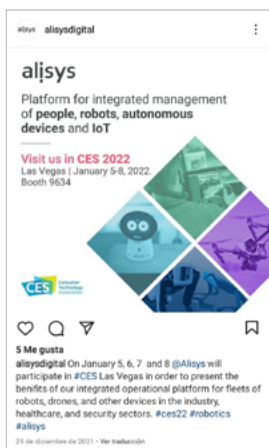 alisys alisysdigital
alisys
Platform for integrated management
of people, robots, autonomous
devices and IoT
Visit us in CES 2022
Las Vegas | January 5-8, 2022.
Booth 9634
CES Consumer
Technology
Association
5 Me gusta
alisysdigital On January 5, 6, 7 and 8 @Alisys will
participate in #CES Las Vegas in order to present the
benifits of our integrated operational platform for fleets of
robots, drones, and other devices in the industry,
healthcare, and security sectors. #ces22 #robotics
#alisys
29 de diciembre de 2021 • Ver traducción